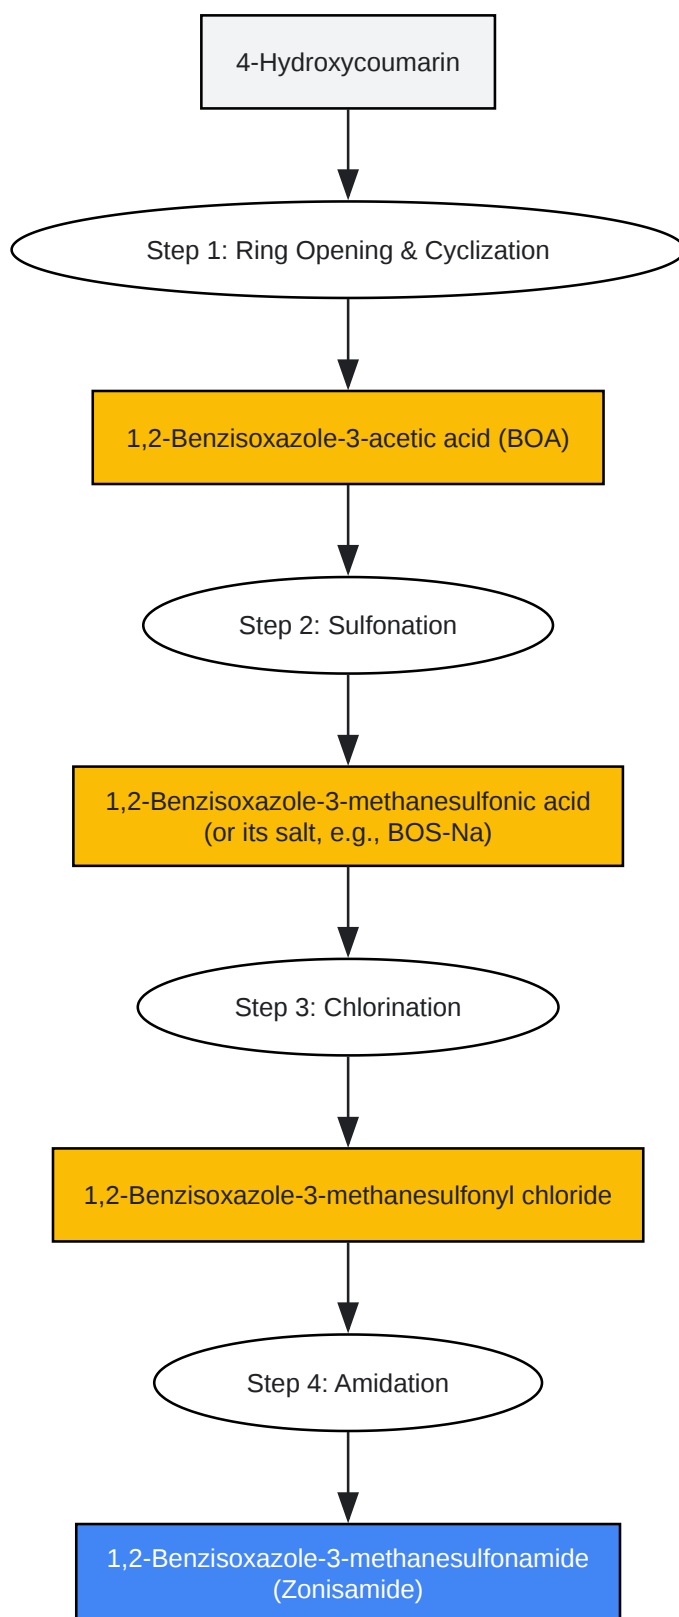 4-Hydroxycoumarin
Step 1: Ring Opening & Cyclization
1,2-Benzisoxazole-3-acetic acid (BOA)
Step 2: Sulfonation
1,2-Benzisoxazole-3-methanesulfonic acid
(or its salt, e.g., BOS-Na)
Step 3: Chlorination
1,2-Benzisoxazole-3-methanesulfonyl chloride
Step 4: Amidation
1,2-Benzisoxazole-3-methanesulfonamide
(Zonisamide)